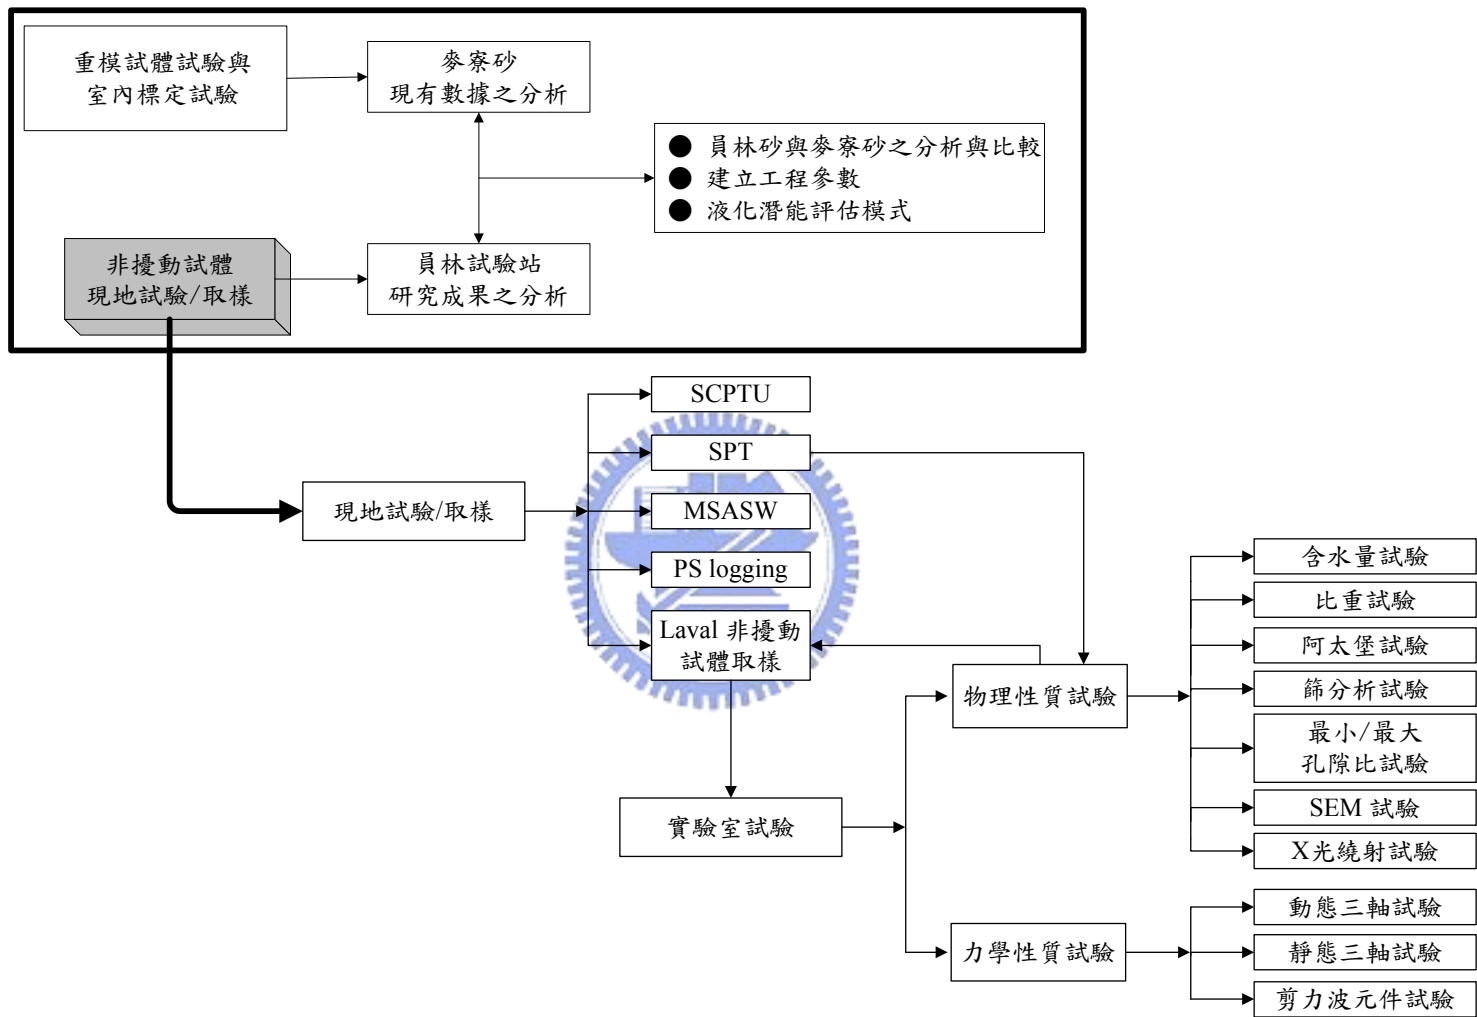 重模試體試驗與
室內標定試驗
麥寮砂
現有數據之分析
● 員林砂與麥寮砂之分析與比較
● 建立工程參數
● 液化潛能評估模式
非擾動試體
現地試驗/取樣
員林試驗站
研究成果之分析
SCPTU
SPT
現地試驗/取樣
MSASW
PS logging
Laval 非擾動
試體取樣
實驗室試驗
物理性質試驗
含水量試驗
比重試驗
阿太堡試驗
篩分析試驗
最小/最大
孔隙比試驗
SEM 試驗
X光繞射試驗
力學性質試驗
動態三軸試驗
靜態三軸試驗
剪力波元件試驗